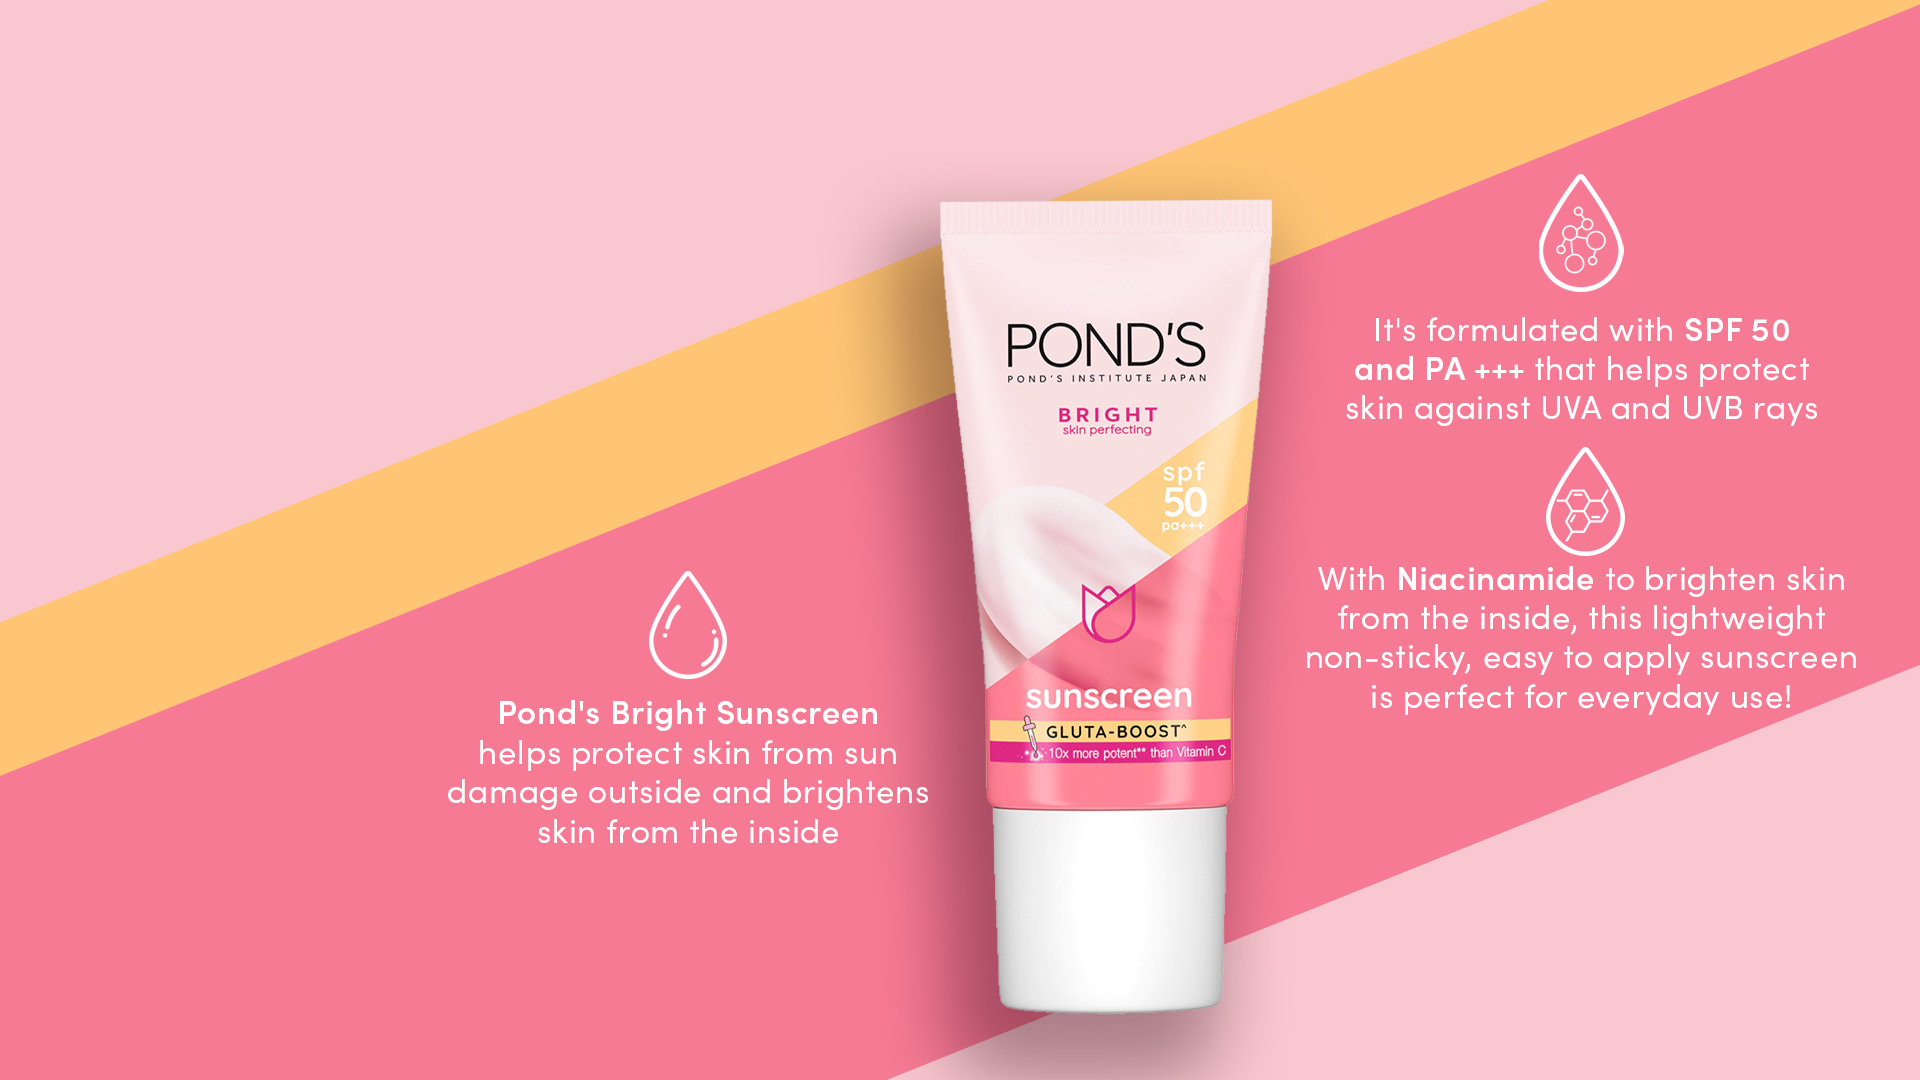 POND'S
POND'S INSTITUTE JAPAN
BRIGHT
skin perfecting
spf
50
pa+++
sunscreen
GLUTA-BOOST^
10x more potent** than Vitamin C
Pond's Bright Sunscreen
helps protect skin from sun
damage outside and brightens
skin from the inside
It's formulated with SPF 50
and PA +++ that helps protect
skin against UVA and UVB rays
With Niacinamide to brighten skin
from the inside, this lightweight
non-sticky, easy to apply sunscreen
is perfect for everyday use!